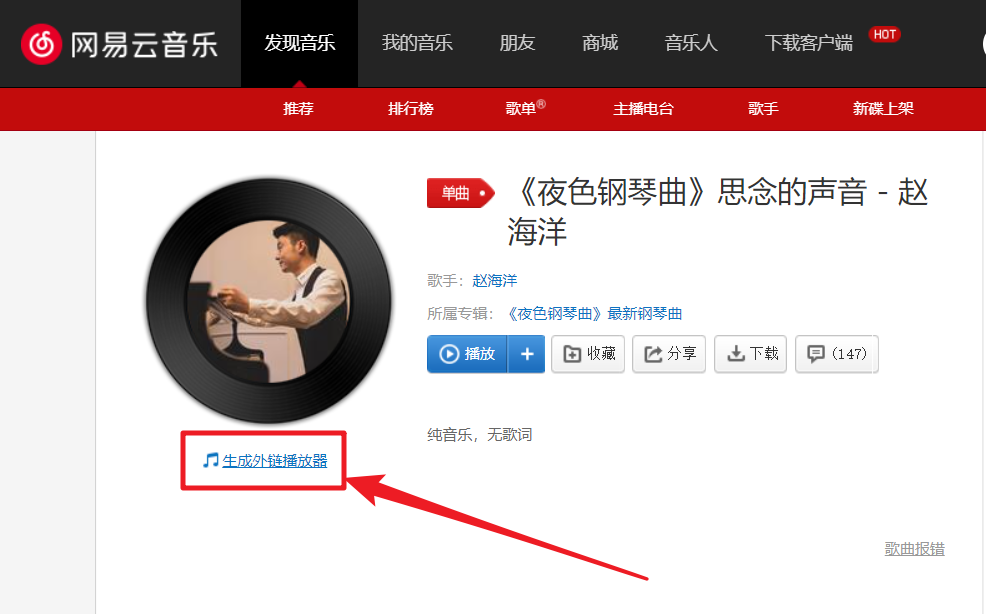 网易云音乐
发现音乐 我的音乐 朋友 商城 音乐人 下载客户端 HOT
推荐 排行榜 歌单® 主播电台 歌手 新碟上架
单曲 《夜色钢琴曲》思念的声音 - 赵
海洋
歌手：赵海洋
所属专辑：《夜色钢琴曲》最新钢琴曲
播放 + 收藏 分享 下载 (147)
纯音乐，无歌词
生成外链播放器
歌曲报错